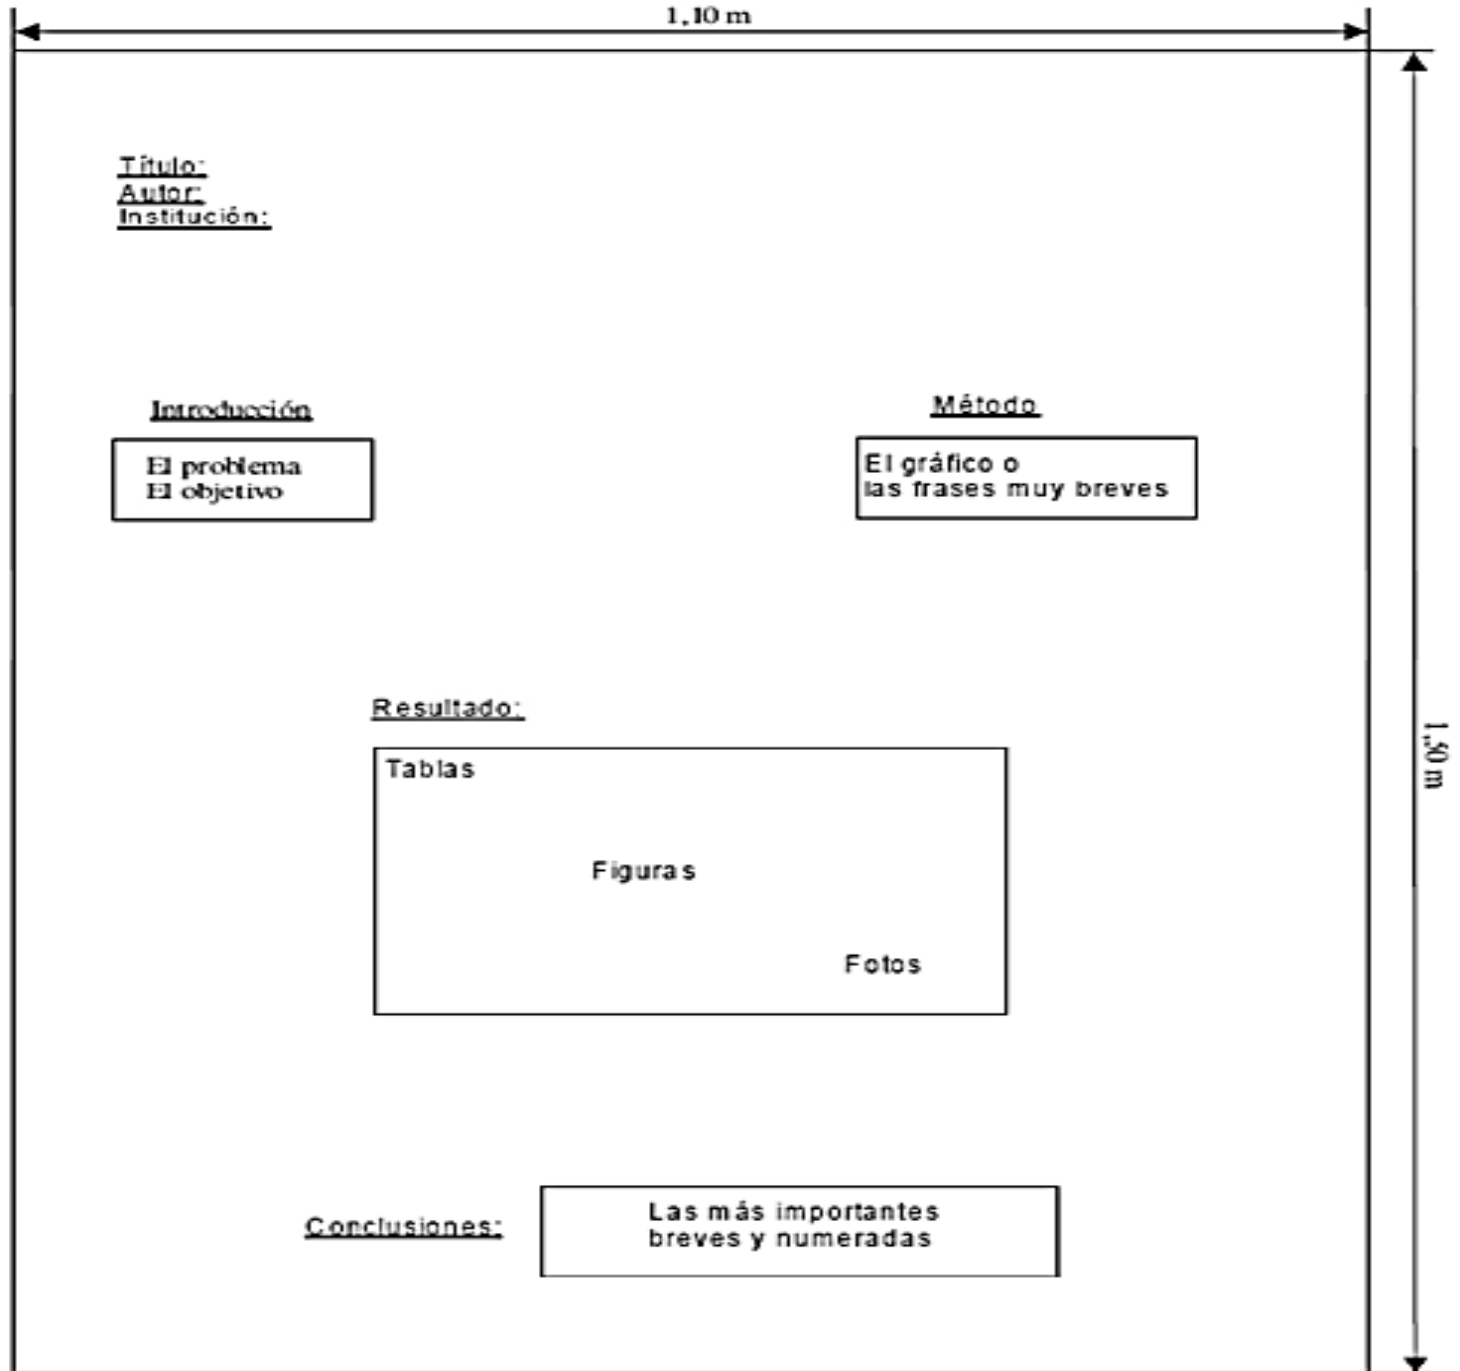 1,10 m
Título:
Autor:
Institución:
Introducción
Método
El problema
El objetivo
El gráfico o
las frases muy breves
Resultado:
Tablas
Figuras
Fotos
1,50 m
Conclusiones:
Las más importantes
breves y numeradas